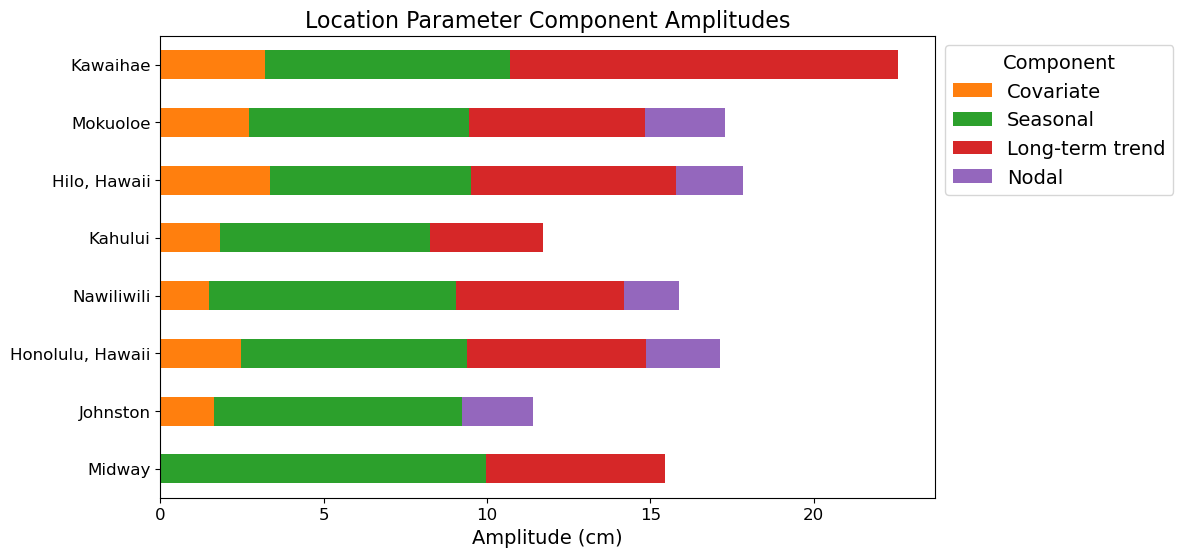 Location Parameter Component Amplitudes
Kawaihae
Mokuoloe
Hilo, Hawaii
Kahului
Nawiliwili
Honolulu, Hawaii
Johnston
Midway
0 5 10 15 20
Amplitude (cm)
Component
Covariate
Seasonal
Long-term trend
Nodal